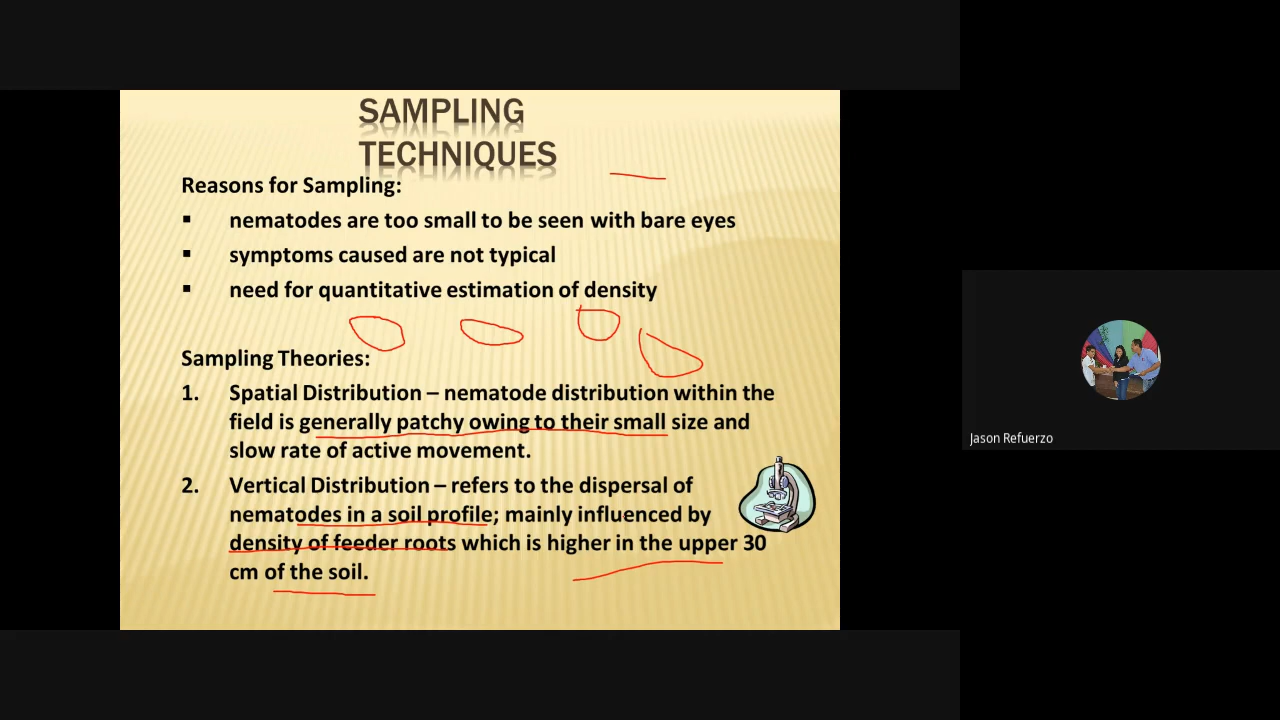 SAMPLING
TECHNIQUES
Reasons for Sampling:
▪ nematodes are too small to be seen with bare eyes
▪ symptoms caused are not typical
▪ need for quantitative estimation of density
Sampling Theories:
1. Spatial Distribution – nematode distribution within the
field is generally patchy owing to their small size and
slow rate of active movement.
2. Vertical Distribution – refers to the dispersal of
nematodes in a soil profile; mainly influenced by
density of feeder roots which is higher in the upper 30
cm of the soil.
Jason Refuerzo